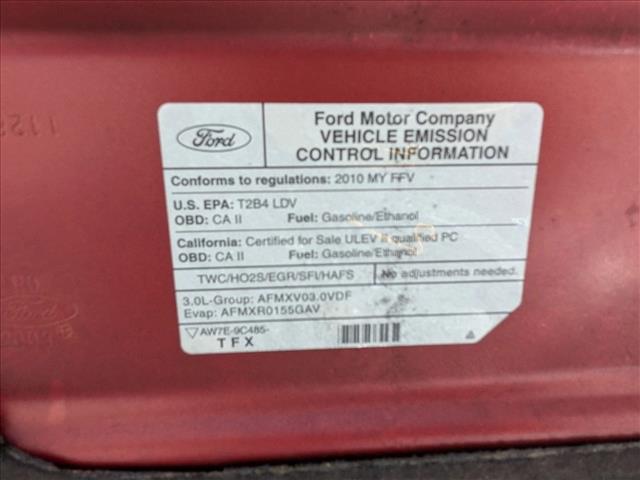 Ford
Ford Motor Company
VEHICLE EMISSION
CONTROL INFORMATION
Conforms to regulations: 2010 MY FFV
U.S. EPA: T2B4 LDV
OBD: CA II Fuel: Gasoline/Ethanol
California: Certified for Sale ULEV II qualified PC
OBD: CA II Fuel: Gasoline/Ethanol
TWC/HO2S/EGR/SFI/HAFS No adjustments needed.
3.0L-Group: AFMXV03.0VDF
Evap: AFMXR0155GAV
AW7E-9C485-
TFX